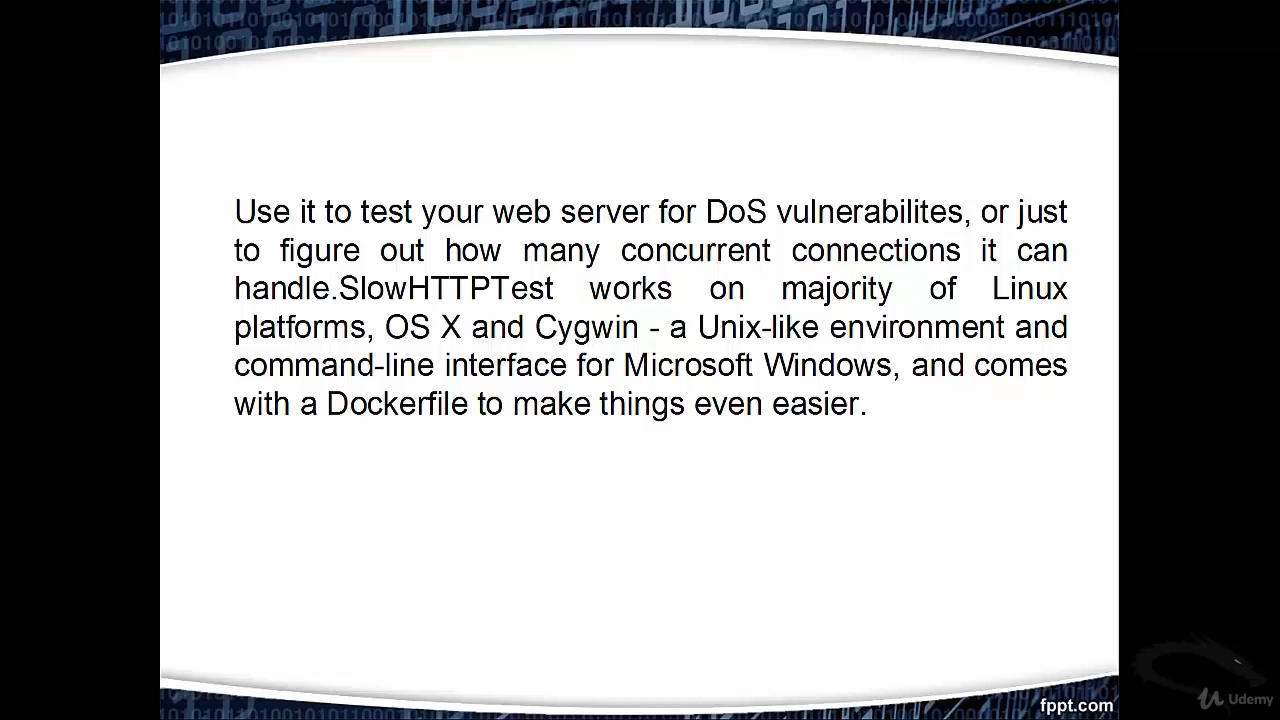 Use it to test your web server for DoS vulnerabilites, or just
to figure out how many concurrent connections it can
handle.SlowHTTPTest works on majority of Linux
platforms, OS X and Cygwin - a Unix-like environment and
command-line interface for Microsoft Windows, and comes
with a Dockerfile to make things even easier.
fppt.com
Udemy